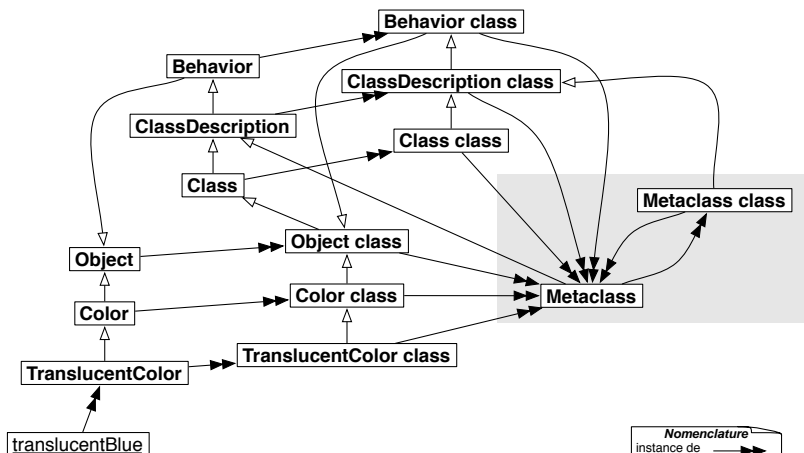 Behavior class
Behavior
ClassDescription class
ClassDescription
Class class
Class
Metaclass class
Object class
Object
Color class
Metaclass
Color
TranslucentColor class
TranslucentColor
translucentBlue
Nomenclature
instance de